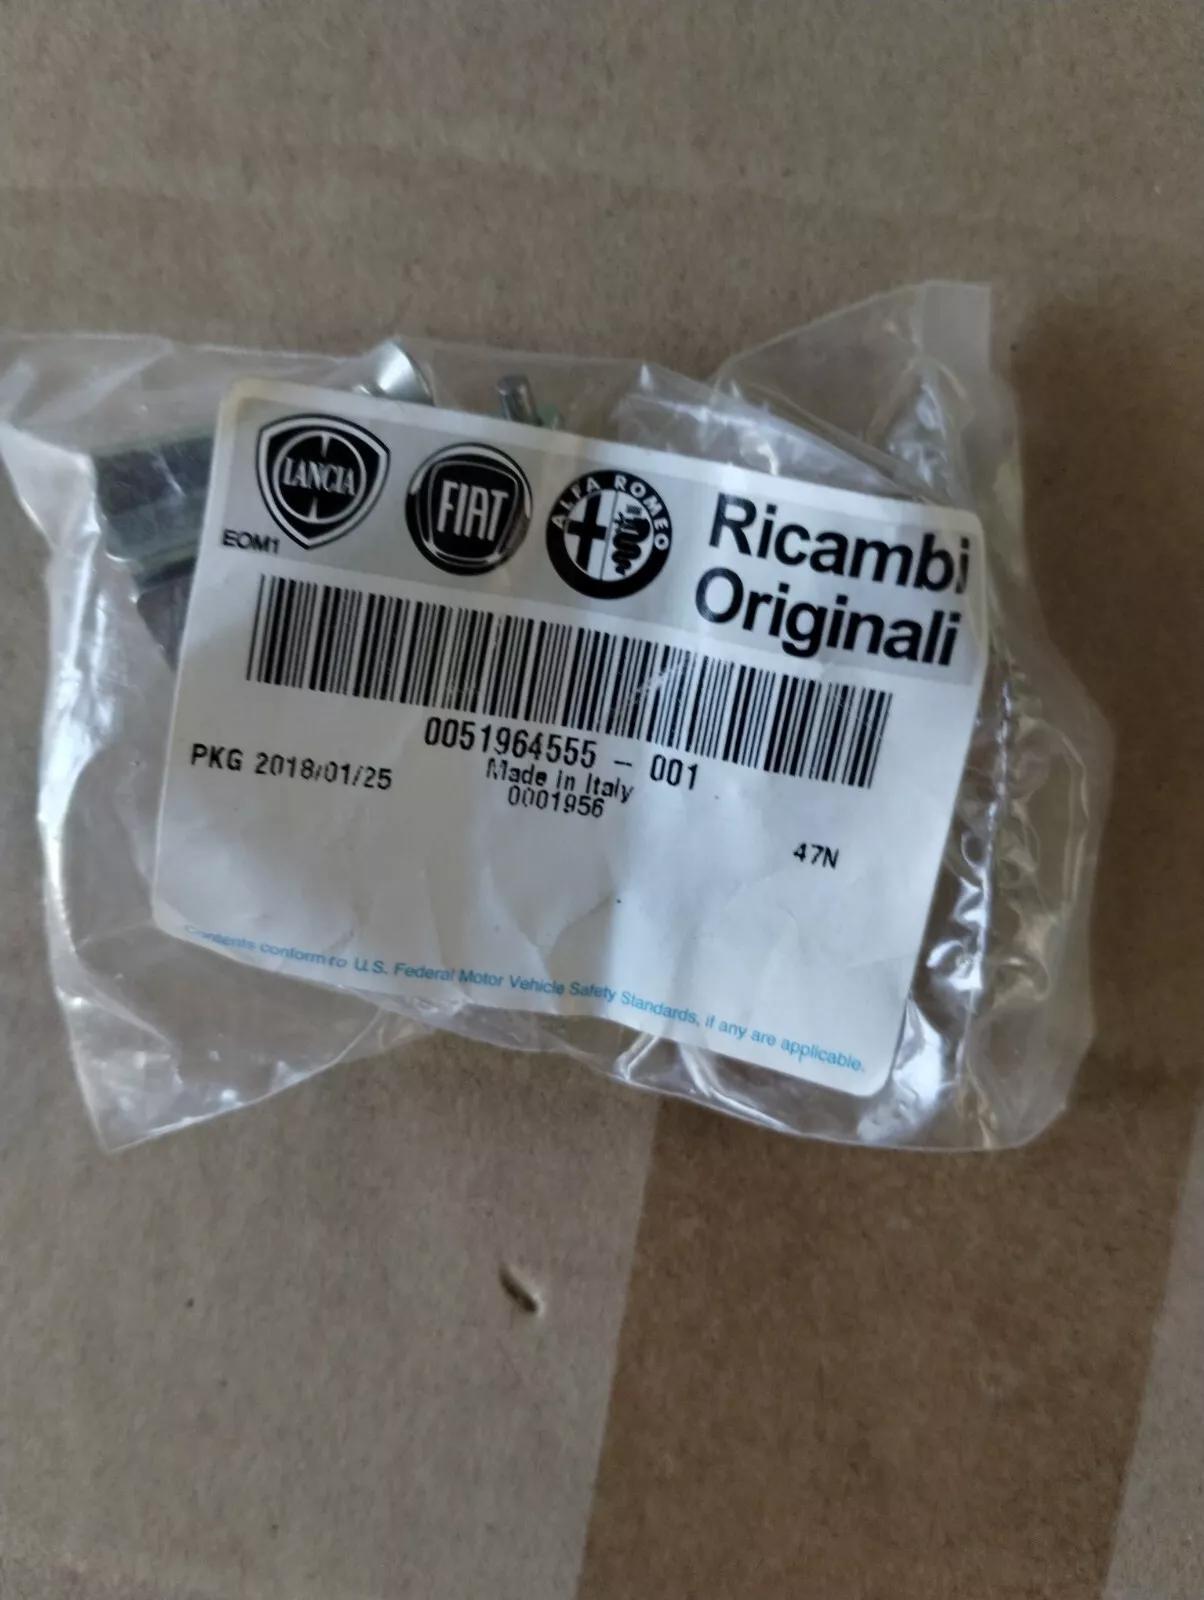 LANCIA
FIAT
ALFA ROMEO
Ricambi
Originali
EOM1
0051964555 - 001
PKG 2018/01/25
Made in Italy
0001956
47N
Contents conform to U.S. Federal Motor Vehicle Safety Standards, if any are applicable.